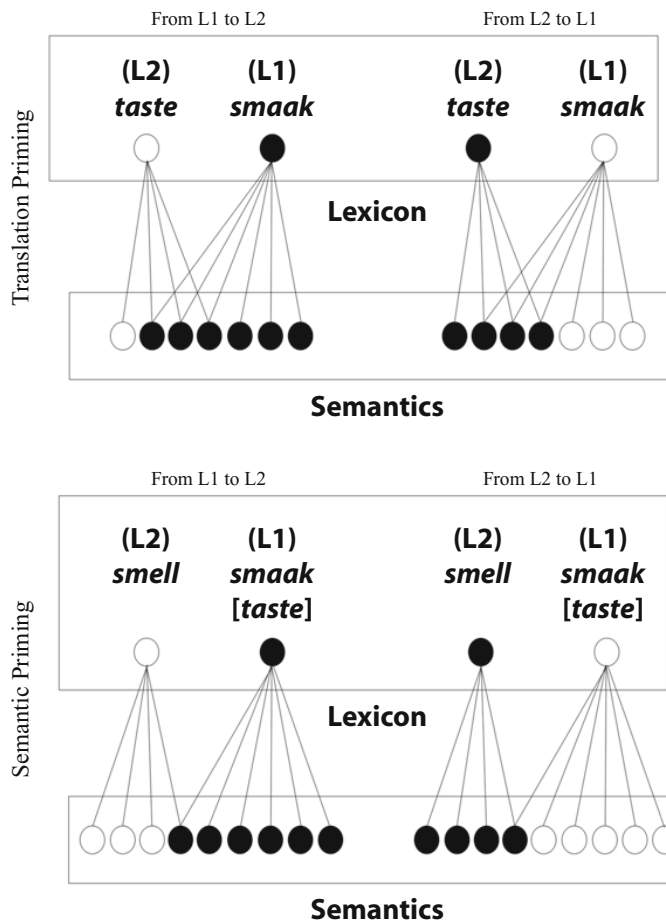 From L1 to L2
From L2 to L1
Translation Priming
(L2)
taste
(L1)
smaak
(L2)
taste
(L1)
smaak
Lexicon
Semantics
From L1 to L2
From L2 to L1
Semantic Priming
(L2)
smell
(L1)
smaak
[taste]
(L2)
smell
(L1)
smaak
[taste]
Lexicon
Semantics